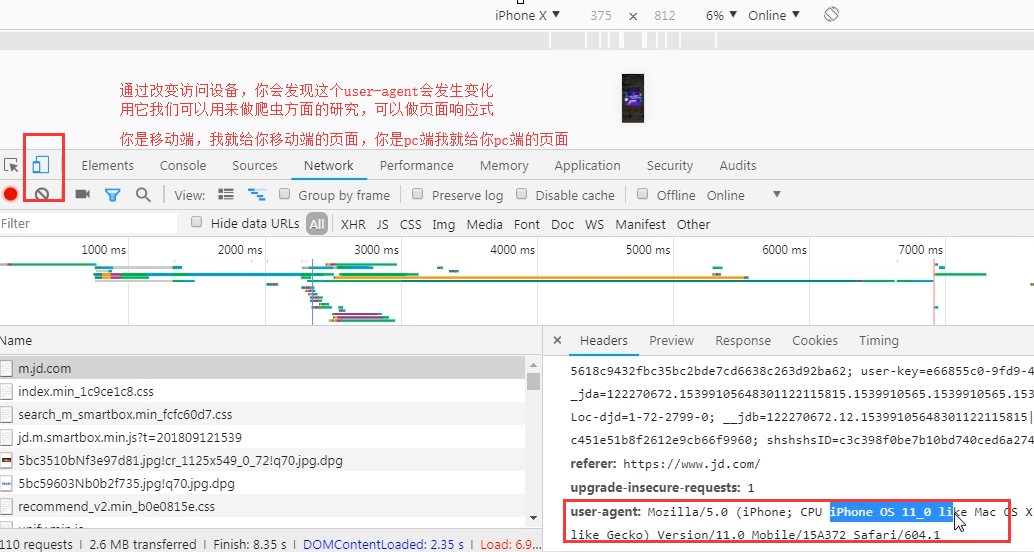 iPhone X ▼ 375 × 812 6% ▼ Online ▼
通过改变访问设备，你会发现这个user-agent会发生变化
用它我们可以用来做爬虫方面的研究，可以做页面响应式
你是移动端，我就给你移动端的页面，你是pc端我就给你pc端的页面
Elements Console Sources Network Performance Memory Application Security Audits
View: Group by frame Preserve log Disable cache Offline Online ▼
Filter Hide data URLs All XHR JS CSS Img Media Font Doc WS Manifest Other
1000 ms 2000 ms 3000 ms 4000 ms 5000 ms 6000 ms 7000 ms
Name
m.jd.com
index.min_1c9ce1c8.css
search_m_smartbox.min_fcfc60d7.css
jd.m.smartbox.min.js?t=201809121539
5bc3510bNf3e97d81.jpg!cr_1125x549_0_72!q70.jpg.dpg
5bc59603Nb0b2f735.jpg!q70.jpg.dpg
recommend_v2.min_b0e0815e.css
unify.min.js
110 requests | 2.6 MB transferred | Finish: 8.35 s | DOMContentLoaded: 2.35 s | Load: 6.9...
× Headers Preview Response Cookies Timing
5618c9432fbc35bc2bde7cd6638c263d92ba62; user-key=e66855c0-9fd9-4
_jda=122270672.15399105648301122115815.1539910565.1539910565.153
Loc-djd=1-72-2799-0; __jdb=122270672.12.15399105648301122115815|
c451e51b8f2612e9cb66f9960; shshshsID=c3c398f0be7b10bd740ced6a274
referer: https://www.jd.com/
upgrade-insecure-requests: 1
user-agent: Mozilla/5.0 (iPhone; CPU iPhone OS 11_0 like Mac OS X
like Gecko) Version/11.0 Mobile/15A372 Safari/604.1